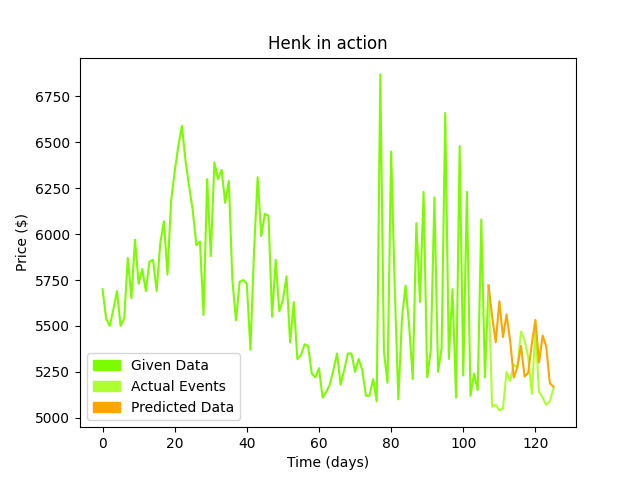 Henk in action
Price ($)
6750
6500
6250
6000
5750
5500
5250
5000
Given Data
Actual Events
Predicted Data
0 20 40 60 80 100 120
Time (days)